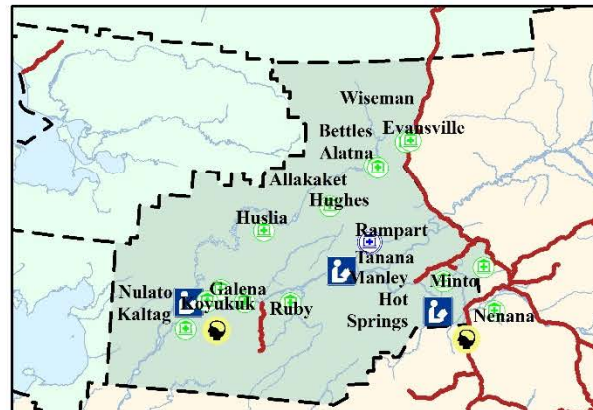 Wiseman
Bettles
Evansville
Alatna
Allakaket
Hughes
Huslia
Rampart
Tanana
Manley
Hot
Springs
Minto
Nulato
Galena
Koyukuk
Kaltag
Ruby
Nenana